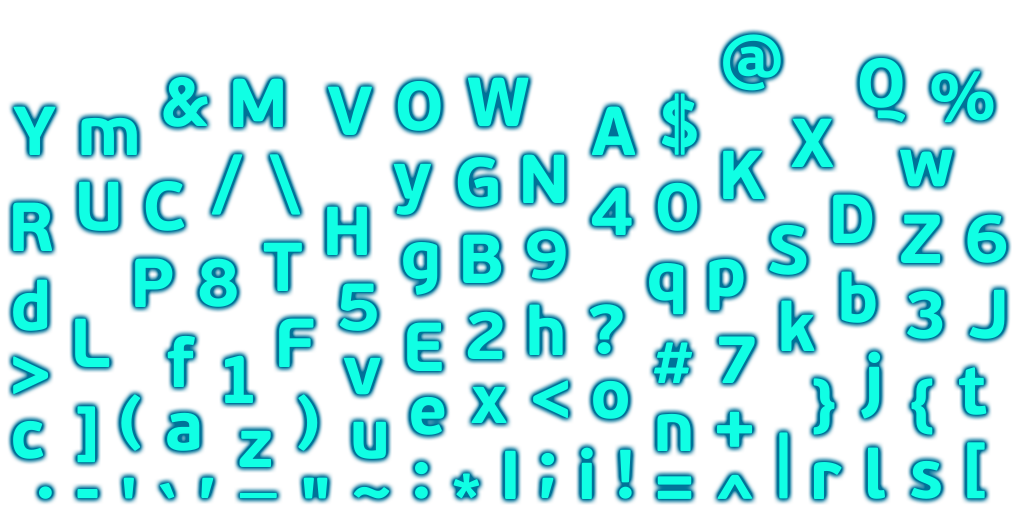 @
Y m & M V O W A $ Q %
R U C / \ y G N 4 0 K X w
d P 8 T H g B 9 q p S D Z 6
> L f 1 F 5 E 2 h ? # 7 k b 3 J
c ] ( a z ) v u e x < o n + } j { t
. - ' ` ' _ " ~ : * I ; i ! = ^ | r l s [